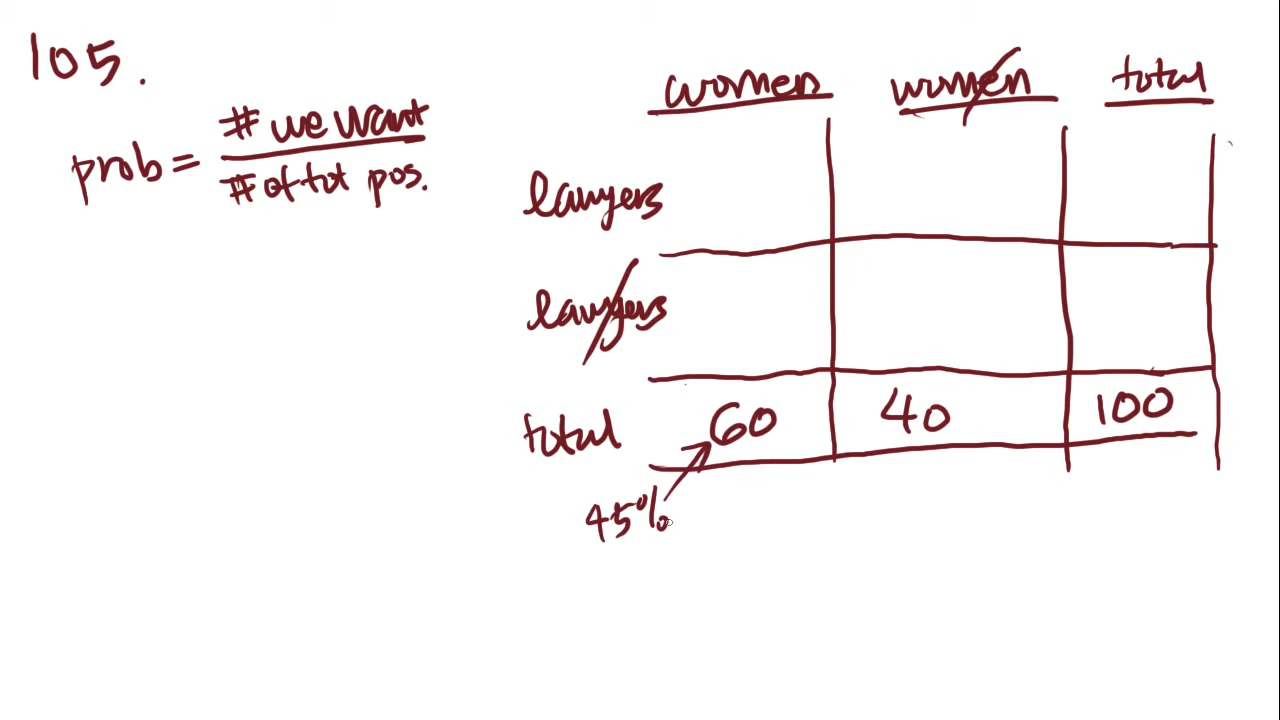 105.
prob = # we want
# of tot pos.
women women total
lawyers
lawyers
total 60 40 100
45%